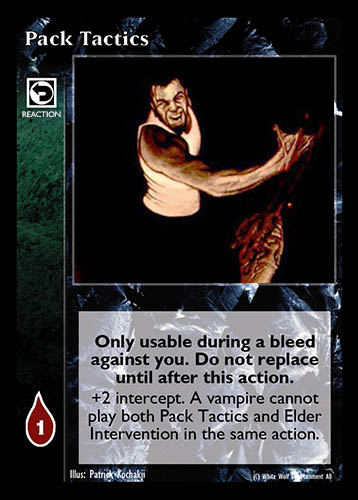 Pack Tactics
REACTION
Only usable during a bleed
against you. Do not replace
until after this action.
+2 intercept. A vampire cannot
play both Pack Tactics and Elder
Intervention in the same action.
1
Illus: Patrick Kochakji
(C) White Wolf Entertainment AB